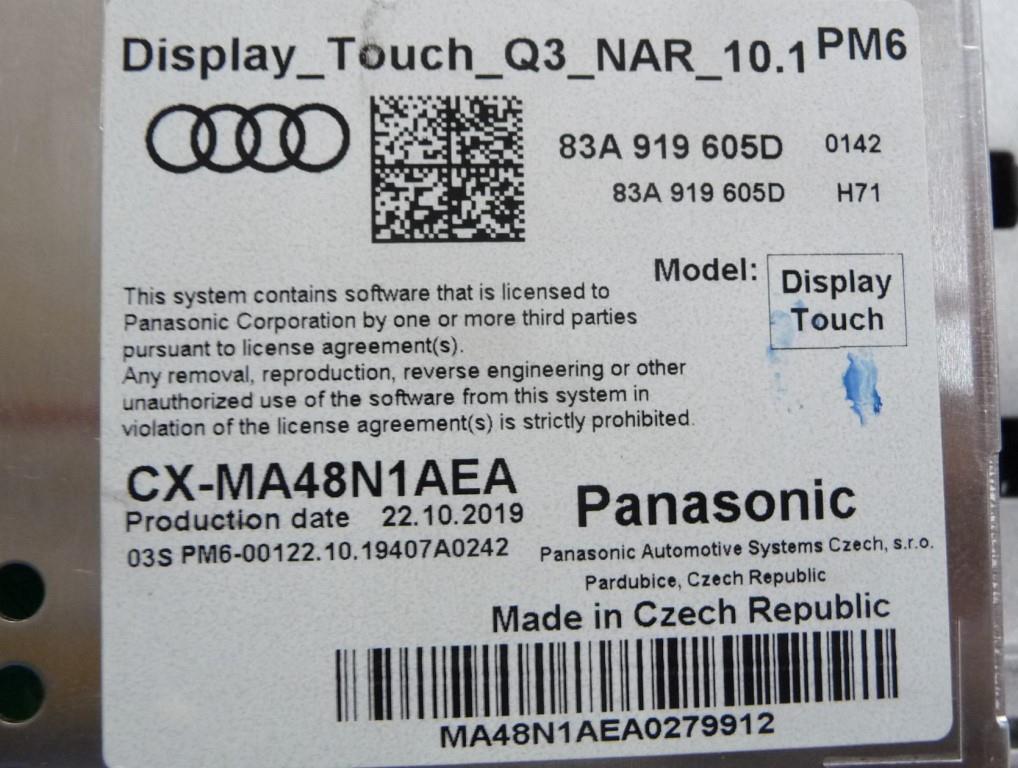 Display_Touch_Q3_NAR_10.1 PM6
83A 919 605D 0142
83A 919 605D H71
Model: Display Touch
This system contains software that is licensed to
Panasonic Corporation by one or more third parties
pursuant to license agreement(s).
Any removal, reproduction, reverse engineering or other
unauthorized use of the software from this system in
violation of the license agreement(s) is strictly prohibited.
CX-MA48N1AEA
Production date 22.10.2019
03S PM6-00122.10.19407A0242
Panasonic
Panasonic Automotive Systems Czech, s.r.o.
Pardubice, Czech Republic
Made in Czech Republic
MA48N1AEA0279912